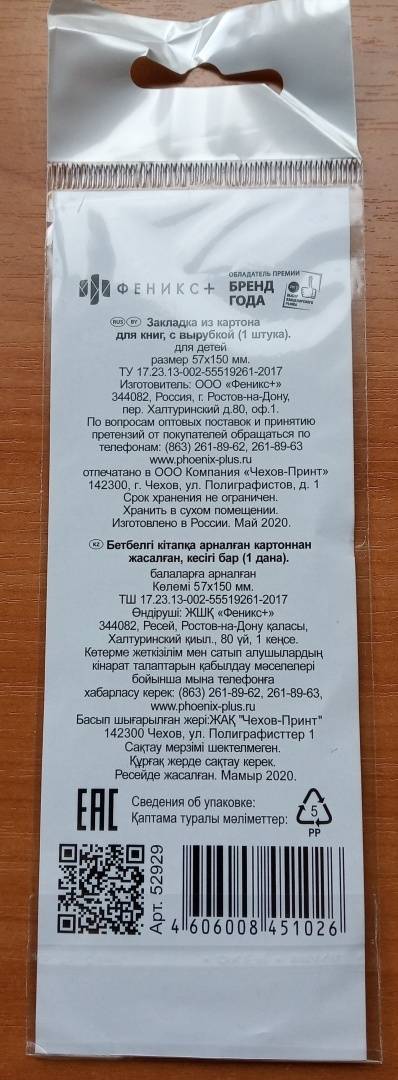 ФЕНИКС+
ОБЛАДАТЕЛЬ ПРЕМИИ
БРЕНД
ГОДА
RUS BY Закладка из картона
для книг, с вырубкой (1 штука).
для детей
размер 57х150 мм.
ТУ 17.23.13-002-55519261-2017
Изготовитель: ООО «Феникс+»
344082, Россия, г. Ростов-на-Дону,
пер. Халтуринский д.80, оф.1.
По вопросам оптовых поставок и принятию
претензий от покупателей обращаться по
телефонам: (863) 261-89-62, 261-89-63
www.phoenix-plus.ru
отпечатано в ООО Компания «Чехов-Принт»
142300, г. Чехов, ул. Полиграфистов, д. 1
Срок хранения не ограничен.
Хранить в сухом помещении.
Изготовлено в России. Май 2020.
KZ Бетбелгі кітапқа арналған картоннан
жасалған, кесігі бар (1 дана).
балаларға арналған
Көлемі 57х150 мм.
ТШ 17.23.13-002-55519261-2017
Өндіруші: ЖШҚ «Феникс+»
344082, Ресей, Ростов-на-Дону қаласы,
Халтуринский қиыл., 80 үй, 1 кеңсе.
Көтерме жеткізілім мен сатып алушылардың
кінарат талаптарын қабылдау мәселелері
бойынша мына телефонға
хабарласу керек: (863) 261-89-62, 261-89-63,
www.phoenix-plus.ru
Басып шығарылған жері:ЖАҚ "Чехов-Принт"
142300 Чехов, ул. Полиграфисттер 1
Сақтау мерзімі шектелмеген.
Құрғақ жерде сақтау керек.
Ресейде жасалған. Мамыр 2020.
ЕАС
Сведения об упаковке:
Қаптама туралы мәліметтер:
5
PP
Арт. 52929
4 606008 451026